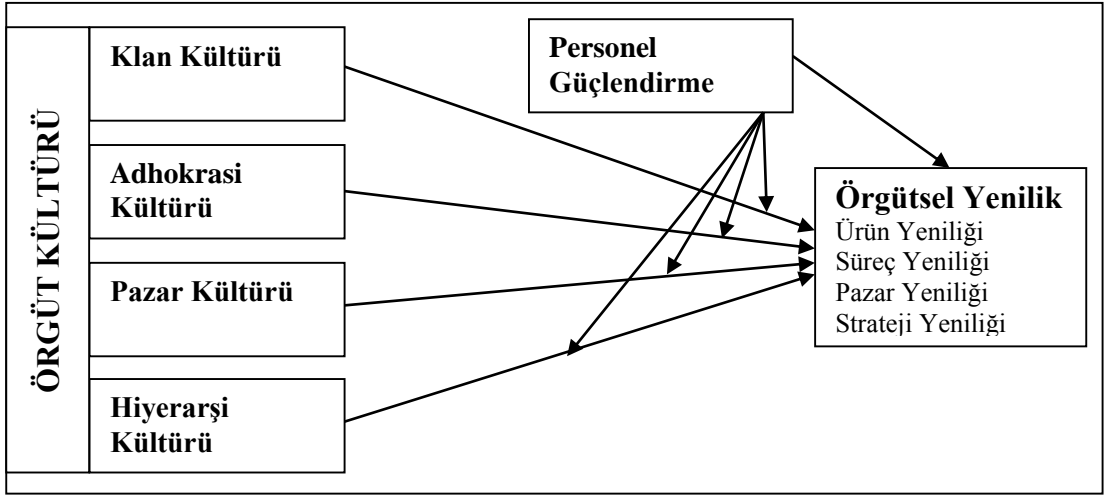 ÖRGÜT KÜLTÜRÜ
Klan Kültürü
Adhokrasi
Kültürü
Pazar Kültürü
Hiyerarşi
Kültürü
Personel
Güçlendirme
Örgütsel Yenilik
Ürün Yeniliği
Süreç Yeniliği
Pazar Yeniliği
Strateji Yeniliği